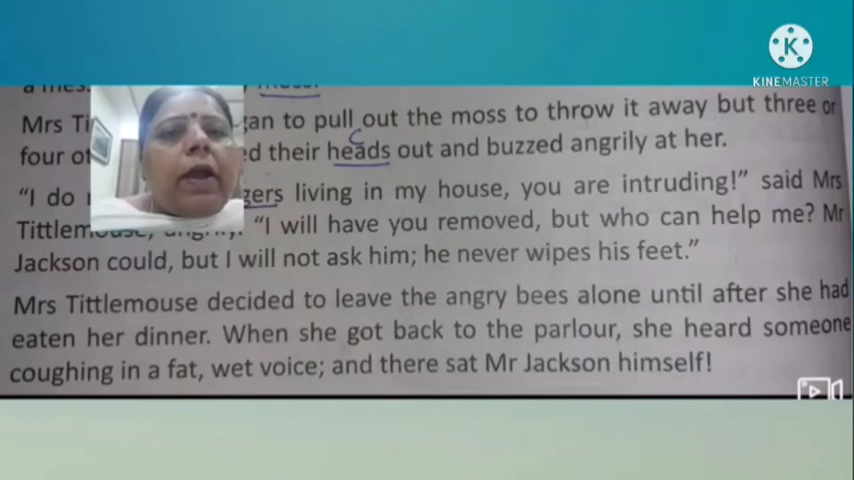 K
KINEMASTER
Mrs Ti an to pull out the moss to throw it away but three or
four of d their heads out and buzzed angrily at her.
"I do gers living in my house, you are intruding!" said Mrs
Tittlemouse, angrily. "I will have you removed, but who can help me? Mr
Jackson could, but I will not ask him; he never wipes his feet."
Mrs Tittlemouse decided to leave the angry bees alone until after she had
eaten her dinner. When she got back to the parlour, she heard someone
coughing in a fat, wet voice; and there sat Mr Jackson himself!